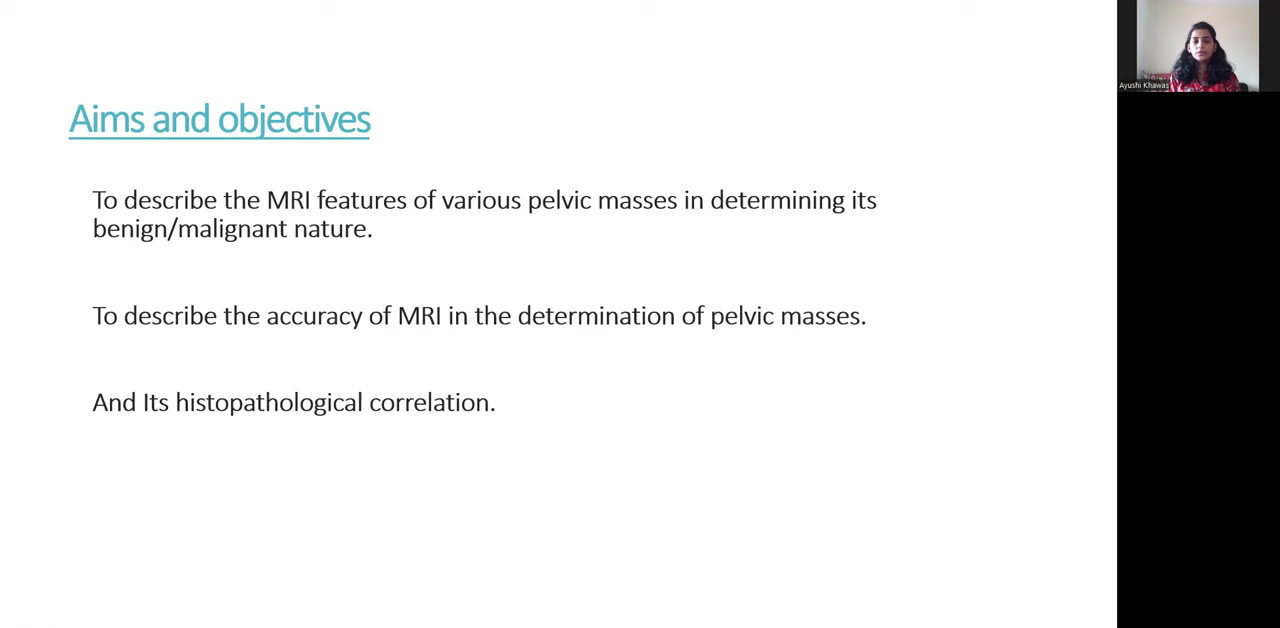 Aims and objectives
To describe the MRI features of various pelvic masses in determining its
benign/malignant nature.
To describe the accuracy of MRI in the determination of pelvic masses.
And Its histopathological correlation.
Ayushi Khawas